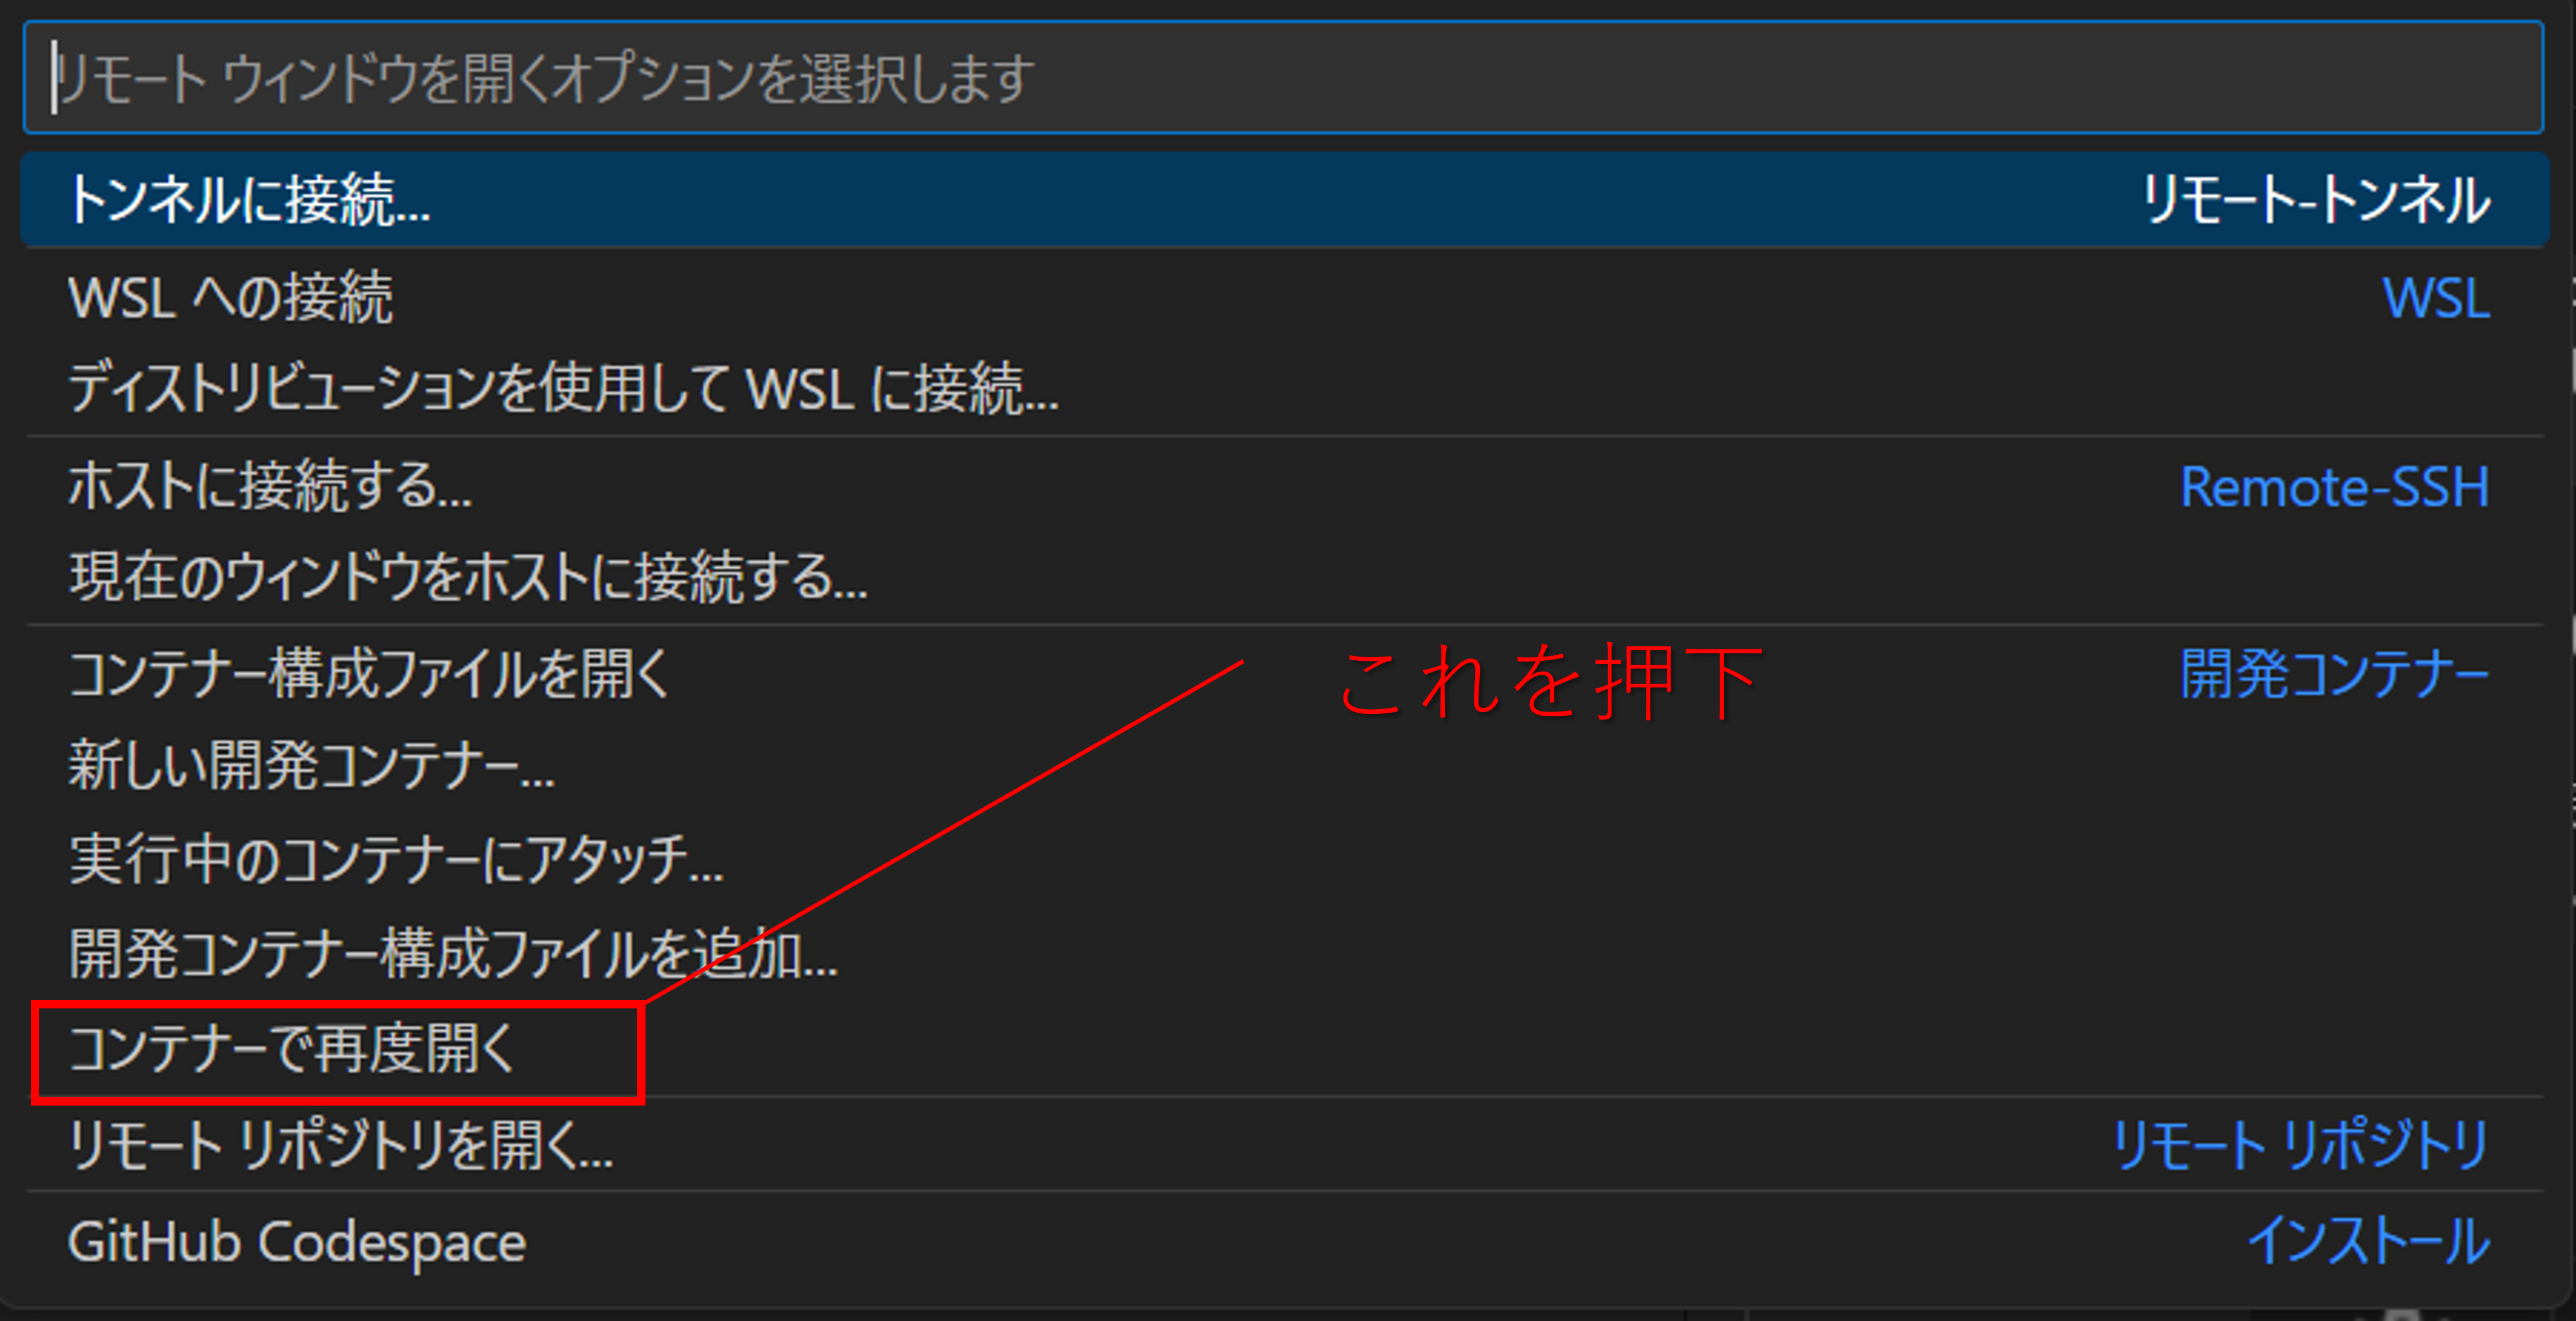 リモート ウィンドウを開くオプションを選択します
トンネルに接続... リモート-トンネル
WSL への接続 WSL
ディストリビューションを使用して WSL に接続...
ホストに接続する... Remote-SSH
現在のウィンドウをホストに接続する...
コンテナー構成ファイルを開く これを押下 開発コンテナー
新しい開発コンテナー...
実行中のコンテナーにアタッチ...
開発コンテナー構成ファイルを追加...
コンテナーで再度開く
リモート リポジトリを開く... リモート リポジトリ
GitHub Codespace インストール